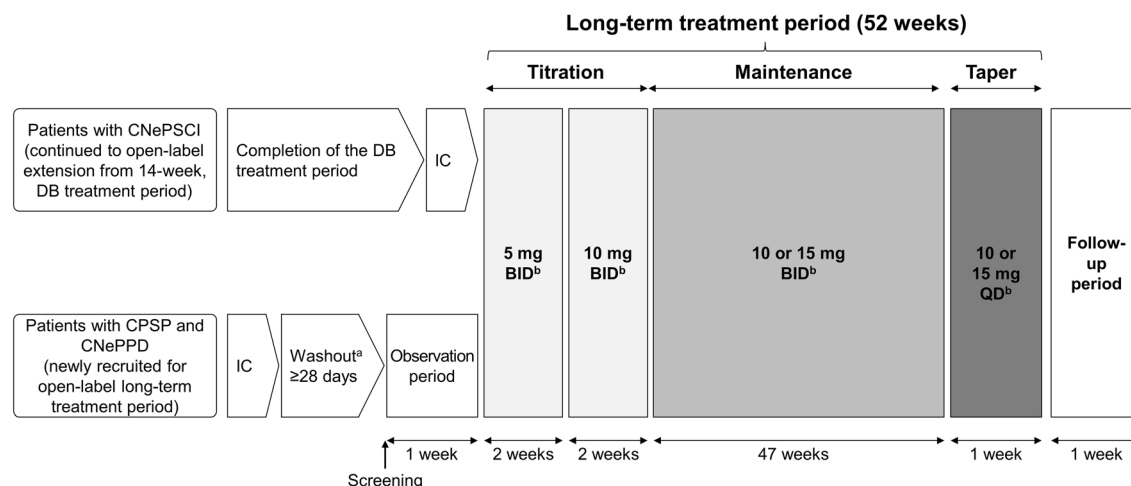 Long-term treatment period (52 weeks)
Titration
Maintenance
Taper
Patients with CNePSCI
(continued to open-label
extension from 14-week,
DB treatment period)
Completion of the DB
treatment period
IC
5 mg
BIDᵇ
10 mg
BIDᵇ
10 or 15 mg
BIDᵇ
10 or
15 mg
QDᵇ
Follow-
up
period
Patients with CPSP and
CNePPD
(newly recruited for
open-label long-term
treatment period)
IC
Washoutᵃ
≥28 days
Observation
period
1 week
2 weeks
2 weeks
47 weeks
1 week
1 week
Screening